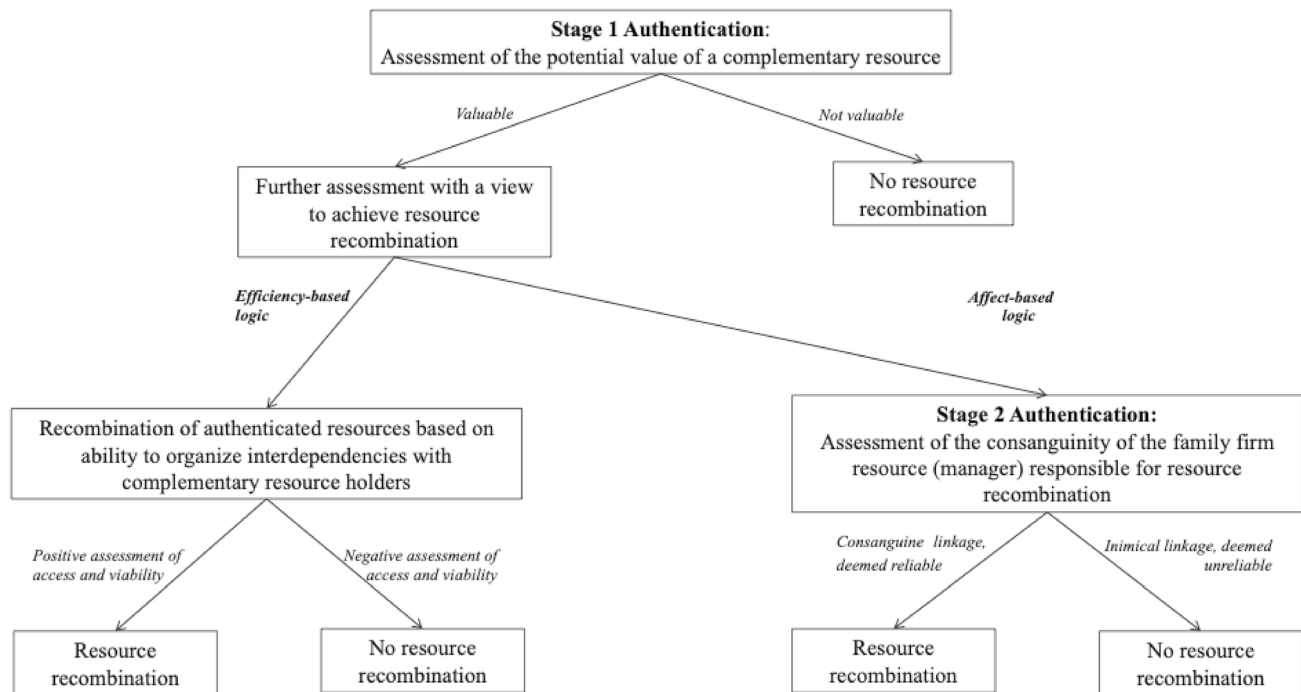 Stage 1 Authentication:
Assessment of the potential value of a complementary resource
Valuable
Not valuable
Further assessment with a view
to achieve resource
recombination
No resource
recombination
Efficiency-based
logic
Affect-based
logic
Recombination of authenticated resources based on
ability to organize interdependencies with
complementary resource holders
Stage 2 Authentication:
Assessment of the consanguinity of the family firm
resource (manager) responsible for resource
recombination
Positive assessment of
access and viability
Negative assessment of
access and viability
Consanguine linkage,
deemed reliable
Inimical linkage, deemed
unreliable
Resource
recombination
No resource
recombination
Resource
recombination
No resource
recombination